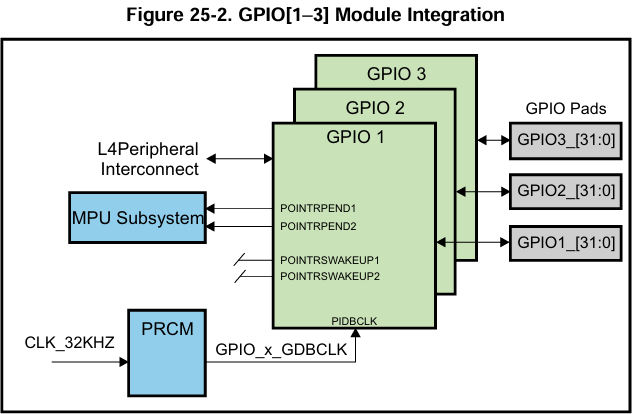 Figure 25-2. GPIO[1–3] Module Integration
GPIO 3
GPIO 2
GPIO 1
GPIO Pads
GPIO3_[31:0]
GPIO2_[31:0]
GPIO1_[31:0]
L4Peripheral
Interconnect
MPU Subsystem
POINTRPEND1
POINTRPEND2
POINTRSWAKEUP1
POINTRSWAKEUP2
PIDBCLK
PRCM
CLK_32KHZ
GPIO_x_GDBCLK